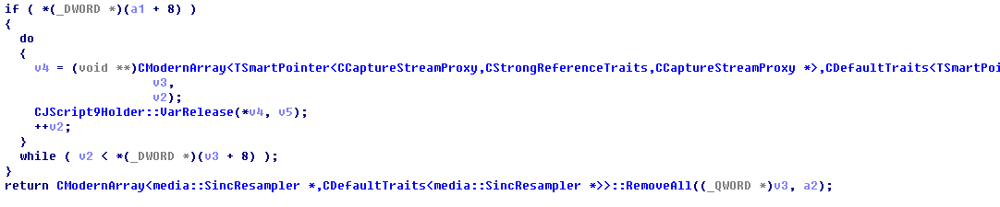 if ( *(_DWORD *)(a1 + 8) )
{
do
{
v4 = (void **)CModernArray<TSmartPointer<CCaptureStreamProxy,CStrongReferenceTraits,CCaptureStreamProxy *>,CDefaultTraits<TSmartPoi
v3,
v2);
CJScript9Holder::VarRelease(*v4, v5);
++v2;
}
while ( v2 < *(_DWORD *)(v3 + 8) );
}
return CModernArray<media::SincResampler *,CDefaultTraits<media::SincResampler *>>::RemoveAll((_QWORD *)v3, a2);